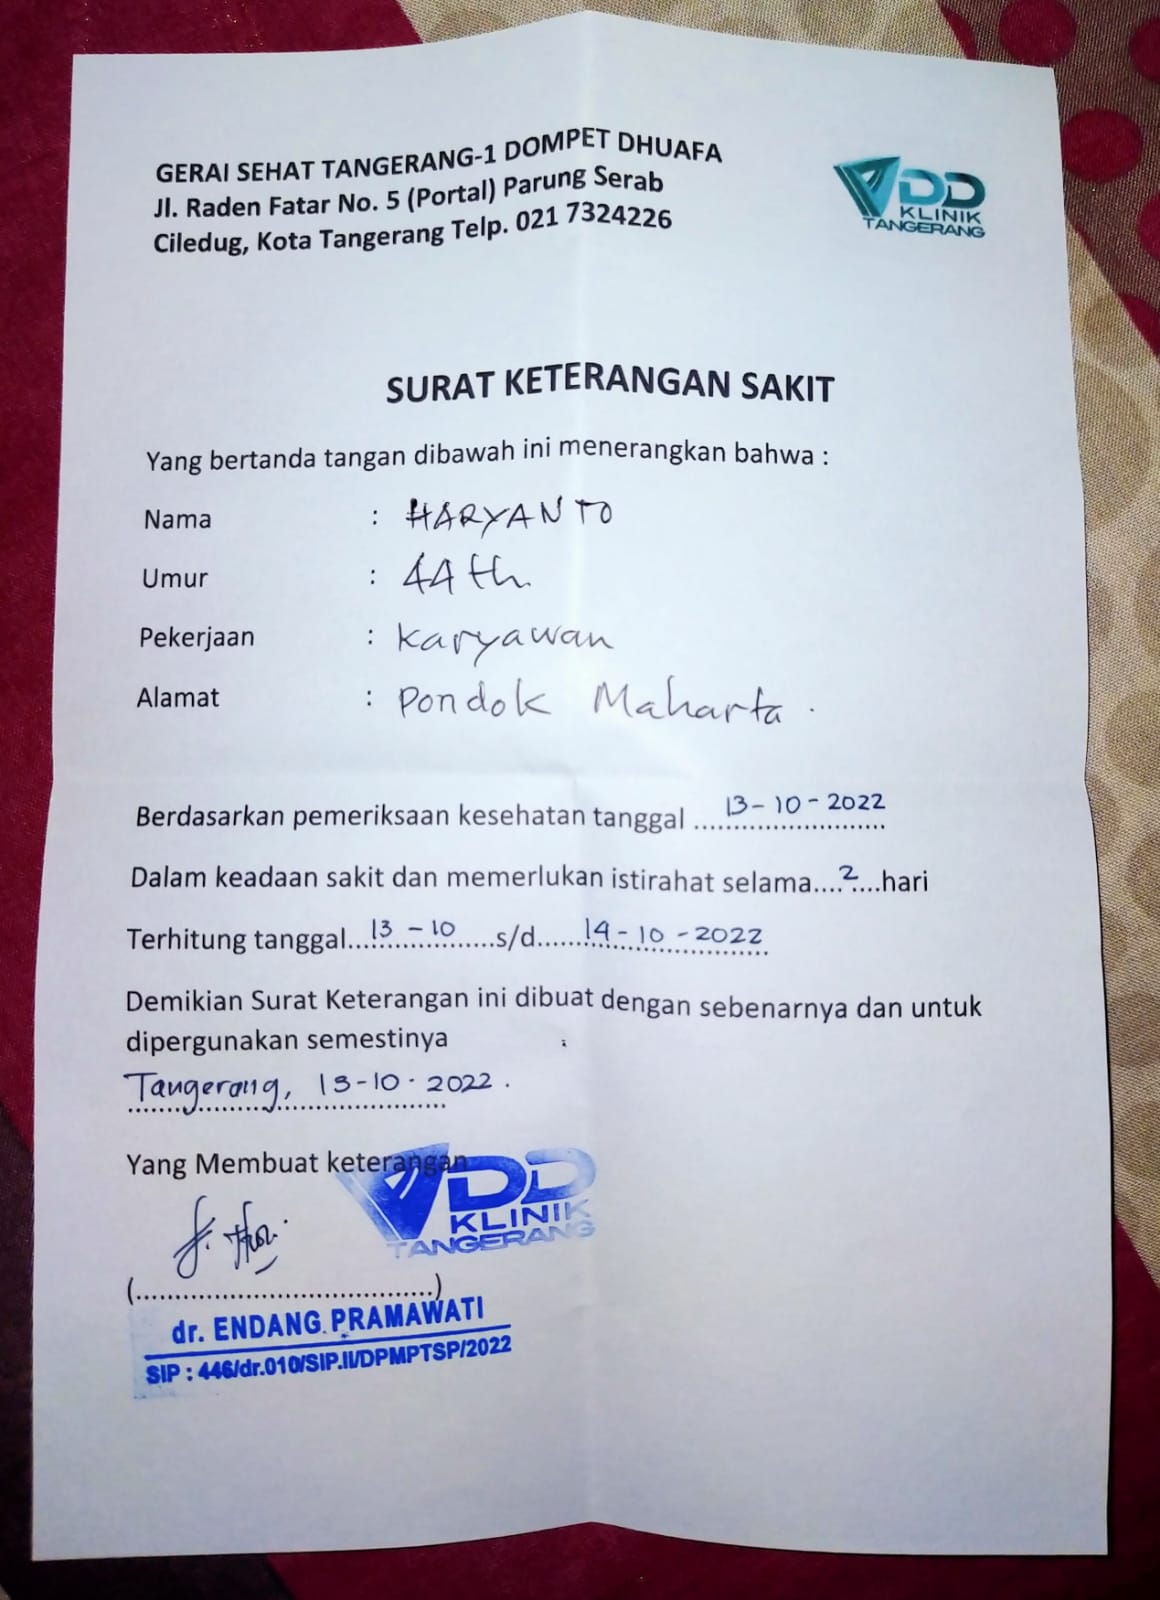 GERAI SEHAT TANGERANG-1 DOMPET DHUAFA
Jl. Raden Fatar No. 5 (Portal) Parung Serab
Ciledug, Kota Tangerang Telp. 021 7324226
DD
KLINIK
TANGERANG
SURAT KETERANGAN SAKIT
Yang bertanda tangan dibawah ini menerangkan bahwa :
Nama : HARYANTO
Umur : 44 th.
Pekerjaan : Karyawan
Alamat : Pondok Maharta .
Berdasarkan pemeriksaan kesehatan tanggal 13-10-2022
Dalam keadaan sakit dan memerlukan istirahat selama....2....hari
Terhitung tanggal...13-10...s/d...14-10-2022
Demikian Surat Keterangan ini dibuat dengan sebenarnya dan untuk
dipergunakan semestinya
Tangerang, 13-10-2022.
Yang Membuat keterangan
DD
KLINIK
TANGERANG
(......................................)
dr. ENDANG PRAMAWATI
SIP : 446/dr.010/SIP.II/DPMPTSP/2022